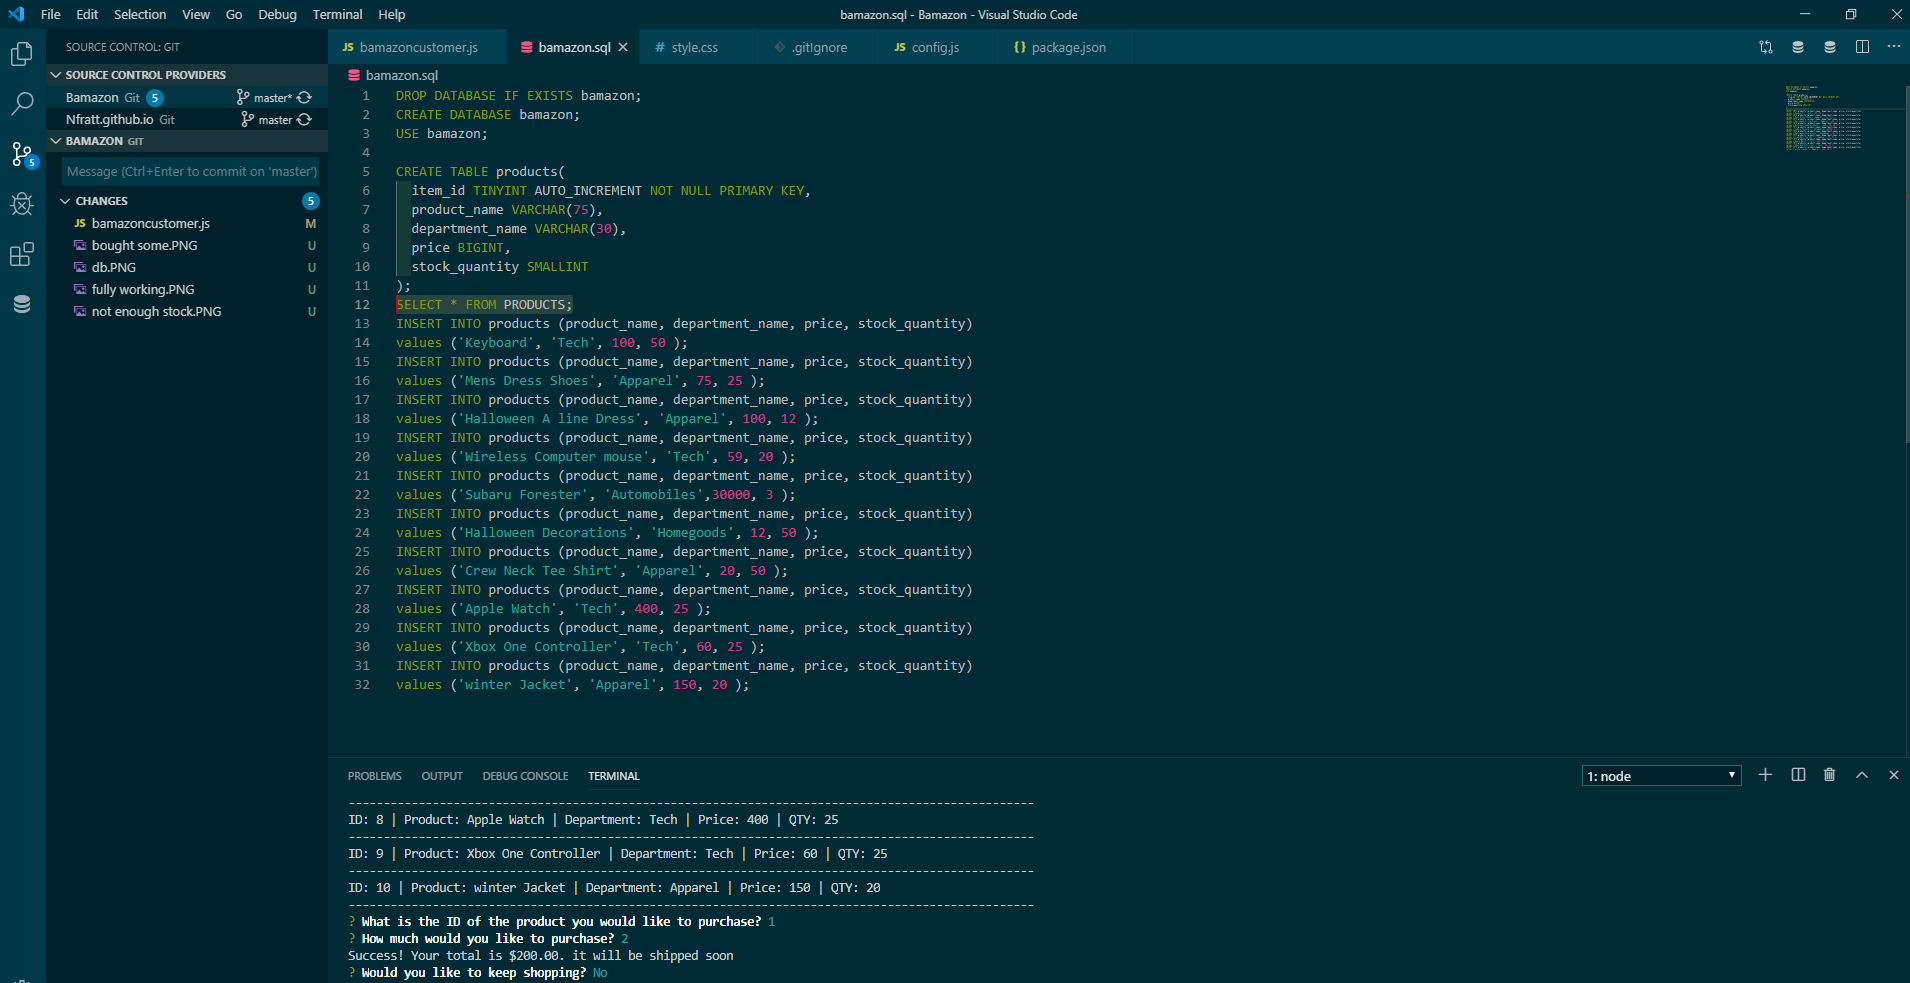 File Edit Selection View Go Debug Terminal Help
bamazon.sql - Bamazon - Visual Studio Code
SOURCE CONTROL: GIT
SOURCE CONTROL PROVIDERS
Bamazon Git 5 master*
Nfratt.github.io Git master
BAMAZON GIT
5
Message (Ctrl+Enter to commit on 'master')
CHANGES 5
JS bamazoncustomer.js M
bought some.PNG U
db.PNG U
fully working.PNG U
not enough stock.PNG U
JS bamazoncustomer.js bamazon.sql # style.css .gitIgnore JS config.js {} package.json
bamazon.sql
1 DROP DATABASE IF EXISTS bamazon;
2 CREATE DATABASE bamazon;
3 USE bamazon;
4
5 CREATE TABLE products(
6 item_id TINYINT AUTO_INCREMENT NOT NULL PRIMARY KEY,
7 product_name VARCHAR(75),
8 department_name VARCHAR(30),
9 price BIGINT,
10 stock_quantity SMALLINT
11 );
12 SELECT * FROM PRODUCTS;
13 INSERT INTO products (product_name, department_name, price, stock_quantity)
14 values ('Keyboard', 'Tech', 100, 50 );
15 INSERT INTO products (product_name, department_name, price, stock_quantity)
16 values ('Mens Dress Shoes', 'Apparel', 75, 25 );
17 INSERT INTO products (product_name, department_name, price, stock_quantity)
18 values ('Halloween A line Dress', 'Apparel', 100, 12 );
19 INSERT INTO products (product_name, department_name, price, stock_quantity)
20 values ('Wireless Computer mouse', 'Tech', 59, 20 );
21 INSERT INTO products (product_name, department_name, price, stock_quantity)
22 values ('Subaru Forester', 'Automobiles',30000, 3 );
23 INSERT INTO products (product_name, department_name, price, stock_quantity)
24 values ('Halloween Decorations', 'Homegoods', 12, 50 );
25 INSERT INTO products (product_name, department_name, price, stock_quantity)
26 values ('Crew Neck Tee Shirt', 'Apparel', 20, 50 );
27 INSERT INTO products (product_name, department_name, price, stock_quantity)
28 values ('Apple Watch', 'Tech', 400, 25 );
29 INSERT INTO products (product_name, department_name, price, stock_quantity)
30 values ('Xbox One Controller', 'Tech', 60, 25 );
31 INSERT INTO products (product_name, department_name, price, stock_quantity)
32 values ('winter Jacket', 'Apparel', 150, 20 );
PROBLEMS OUTPUT DEBUG CONSOLE TERMINAL 1: node
--------------------------------------------------------------------------------------------------
ID: 8 | Product: Apple Watch | Department: Tech | Price: 400 | QTY: 25
--------------------------------------------------------------------------------------------------
ID: 9 | Product: Xbox One Controller | Department: Tech | Price: 60 | QTY: 25
--------------------------------------------------------------------------------------------------
ID: 10 | Product: winter Jacket | Department: Apparel | Price: 150 | QTY: 20
--------------------------------------------------------------------------------------------------
? What is the ID of the product you would like to purchase? 1
? How much would you like to purchase? 2
Success! Your total is $200.00. it will be shipped soon
? Would you like to keep shopping? No